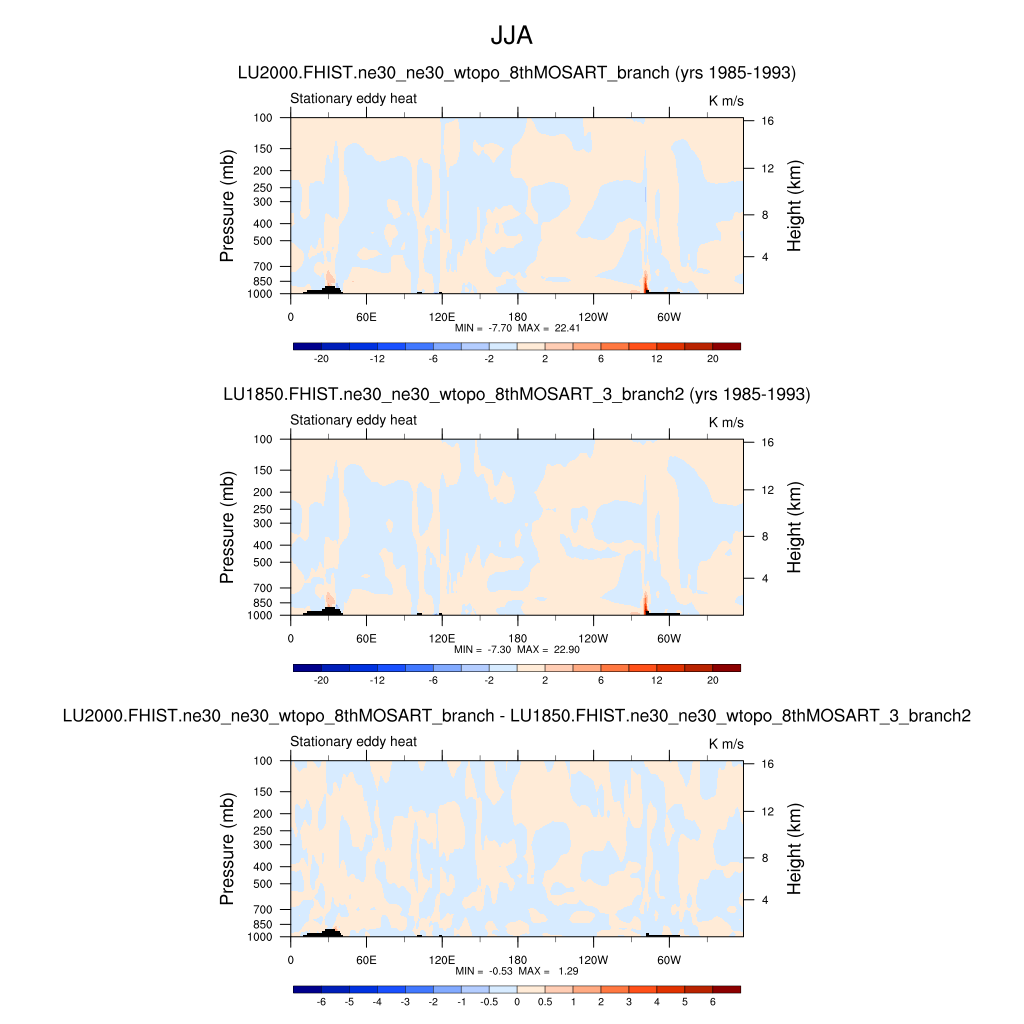 JJA
LU2000.FHIST.ne30_ne30_wtopo_8thMOSART_branch (yrs 1985-1993)
Stationary eddy heat K m/s
Pressure (mb)
100
150
200
250
300
400
500
700
850
1000
16
12
8
4
Height (km)
0 60E 120E 180 120W 60W
MIN = -7.70 MAX = 22.41
-20 -12 -6 -2 2 6 12 20
LU1850.FHIST.ne30_ne30_wtopo_8thMOSART_3_branch2 (yrs 1985-1993)
Stationary eddy heat K m/s
Pressure (mb)
100
150
200
250
300
400
500
700
850
1000
16
12
8
4
Height (km)
0 60E 120E 180 120W 60W
MIN = -7.30 MAX = 22.90
-20 -12 -6 -2 2 6 12 20
LU2000.FHIST.ne30_ne30_wtopo_8thMOSART_branch - LU1850.FHIST.ne30_ne30_wtopo_8thMOSART_3_branch2
Stationary eddy heat K m/s
Pressure (mb)
100
150
200
250
300
400
500
700
850
1000
16
12
8
4
Height (km)
0 60E 120E 180 120W 60W
MIN = -0.53 MAX = 1.29
-6 -5 -4 -3 -2 -1 -0.5 0 0.5 1 2 3 4 5 6